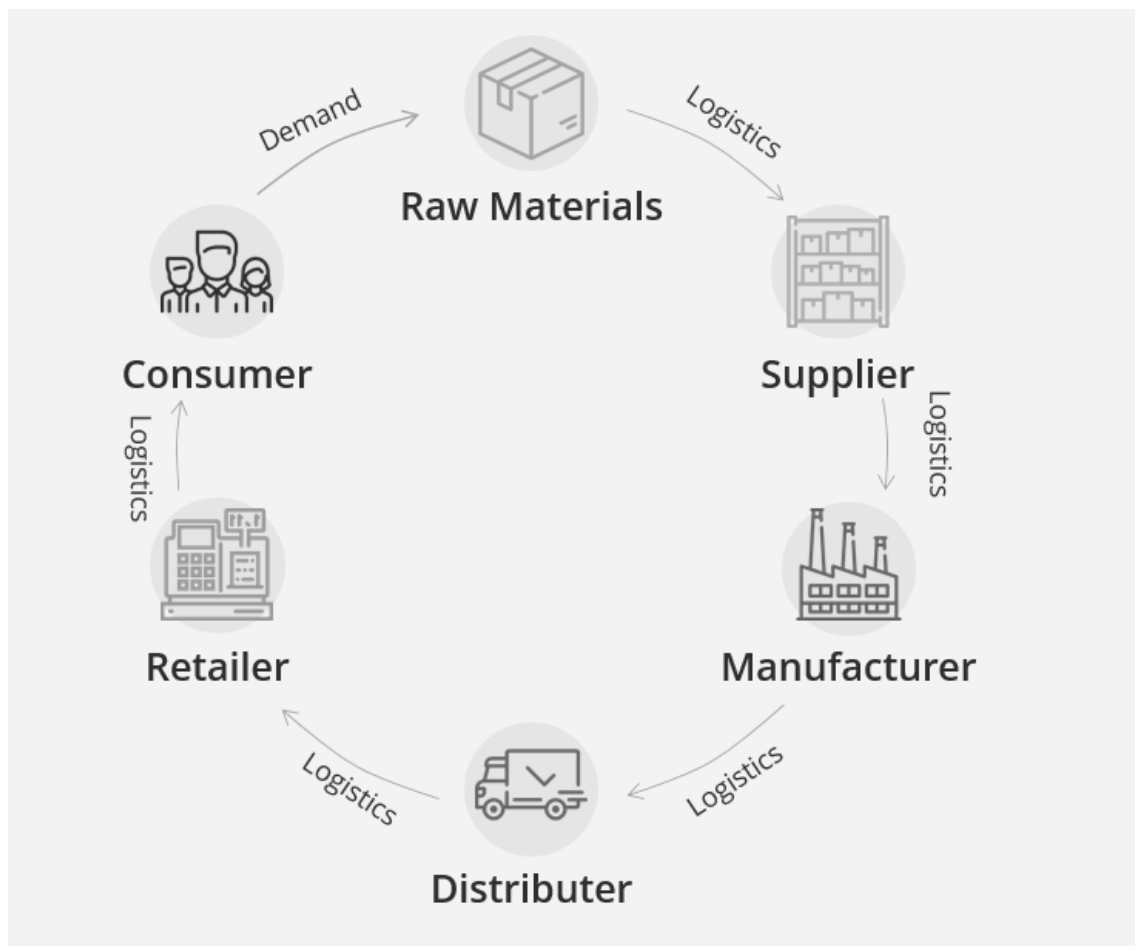 Demand
Raw Materials
Logistics
Supplier
Logistics
Manufacturer
Logistics
Distributer
Logistics
Retailer
Logistics
Consumer